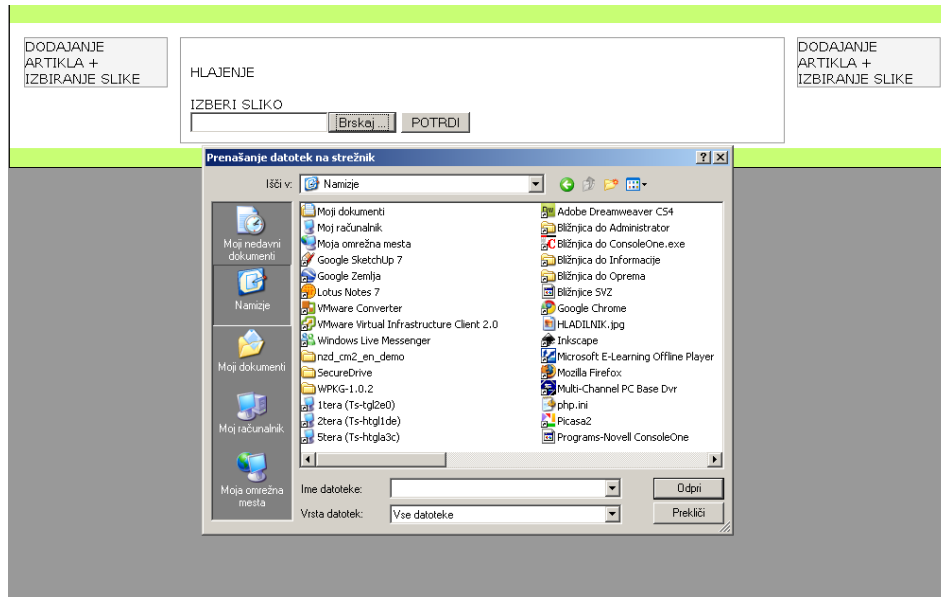 DODAJANJE
ARTIKLA +
IZBIRANJE SLIKE
HLAJENJE
IZBERI SLIKO
Brskaj ... POTRDI
DODAJANJE
ARTIKLA +
IZBIRANJE SLIKE
Prenašanje datotek na strežnik
Išči v: Namizje
Moji nedavni
dokumenti
Namizje
Moji dokumenti
Moj računalnik
Moja omrežna
mesta
Moji dokumenti
Moj računalnik
Moja omrežna mesta
Google SketchUp 7
Google Zemlja
Lotus Notes 7
VMware Converter
VMware Virtual Infrastructure Client 2.0
Windows Live Messenger
nzd_cm2_en_demo
SecureDrive
WPKG-1.0.2
1tera (Ts-tgl2e0)
2tera (Ts-htgl1de)
5tera (Ts-htgla3c)
Adobe Dreamweaver CS4
Bližnjica do Administrator
Bližnjica do ConsoleOne.exe
Bližnjica do Informacije
Bližnjica do Oprema
Bližnjice SVZ
Google Chrome
HLADILNIK.jpg
Inkscape
Microsoft E-Learning Offline Player
Mozilla Firefox
Multi-Channel PC Base Dvr
php.ini
Picasa2
Programs-Novell ConsoleOne
Ime datoteke: Odpri
Vrsta datotek: Vse datoteke Prekliči